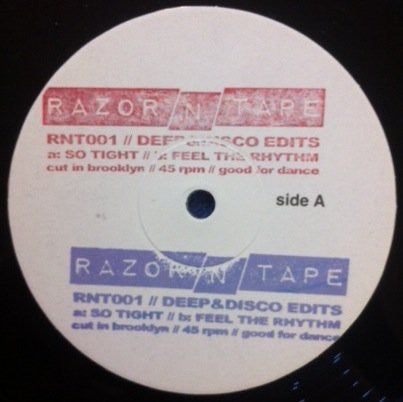 RAZOR/N/TAPE
RNT001 // DEEP&DISCO EDITS
a: SO TIGHT // b: FEEL THE RHYTHM
cut in brooklyn // 45 rpm // good for dance
side A
RAZOR/N/TAPE
RNT001 // DEEP&DISCO EDITS
a: SO TIGHT // b: FEEL THE RHYTHM
cut in brooklyn // 45 rpm // good for dance